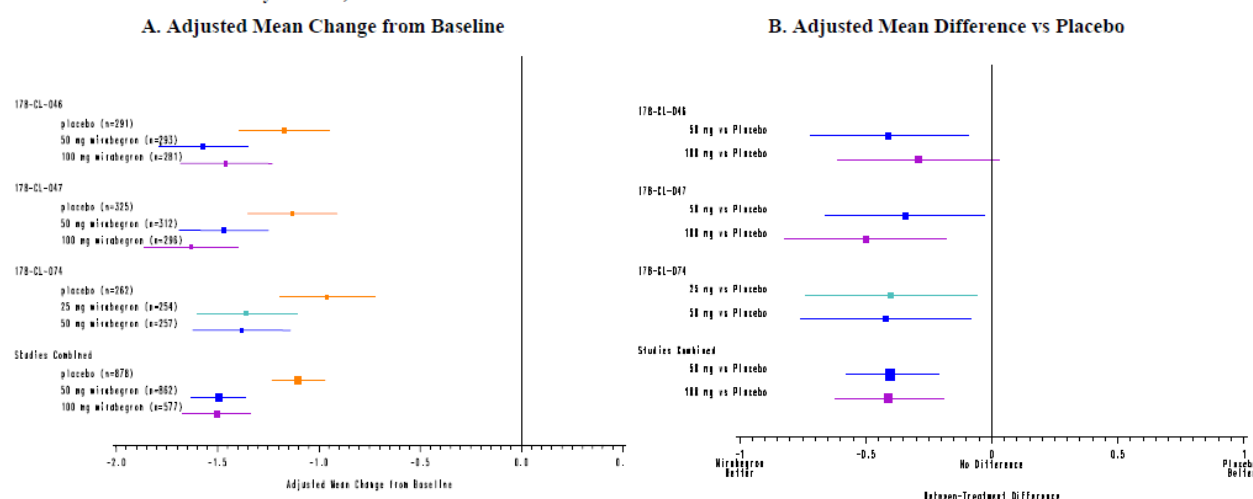 A. Adjusted Mean Change from Baseline
178-CL-046
placebo (n=291)
50 mg mirabegron (n=293)
100 mg mirabegron (n=281)
178-CL-047
placebo (n=325)
50 mg mirabegron (n=312)
100 mg mirabegron (n=296)
178-CL-074
placebo (n=262)
25 mg mirabegron (n=254)
50 mg mirabegron (n=257)
Studies Combined
placebo (n=878)
50 mg mirabegron (n=862)
100 mg mirabegron (n=577)
-2.0 -1.5 -1.0 0.0 0.
Adjusted Mean Change from Baseline
B. Adjusted Mean Difference vs Placebo
178-CL-046
50 mg vs Placebo
100 mg vs Placebo
178-CL-047
50 mg vs Placebo
100 mg vs Placebo
178-CL-074
25 mg vs Placebo
50 mg vs Placebo
Studies Combined
50 mg vs Placebo
100 mg vs Placebo
-1 -0.5 0 0.5 1
Mirabegron Better
No Difference
Better
Between-Treatment Difference